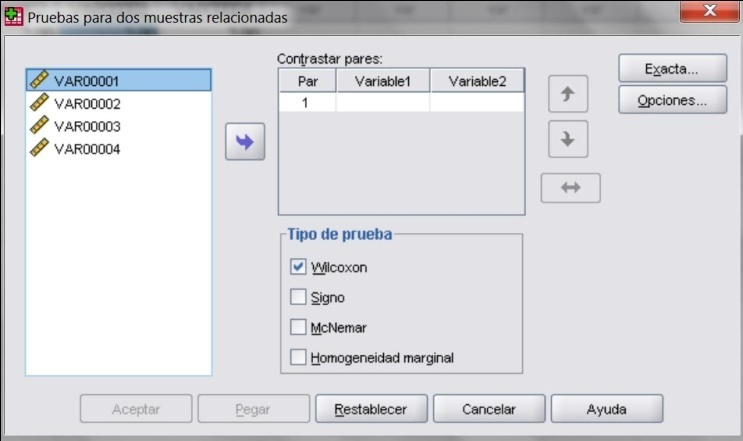 Pruebas para dos muestras relacionadas
VAR00001
VAR00002
VAR00003
VAR00004
Contrastar pares:
Par Variable1 Variable2
1
Exacta...
Opciones...
Tipo de prueba
Wilcoxon
Signo
McNemar
Homogeneidad marginal
Aceptar Pegar Restablecer Cancelar Ayuda